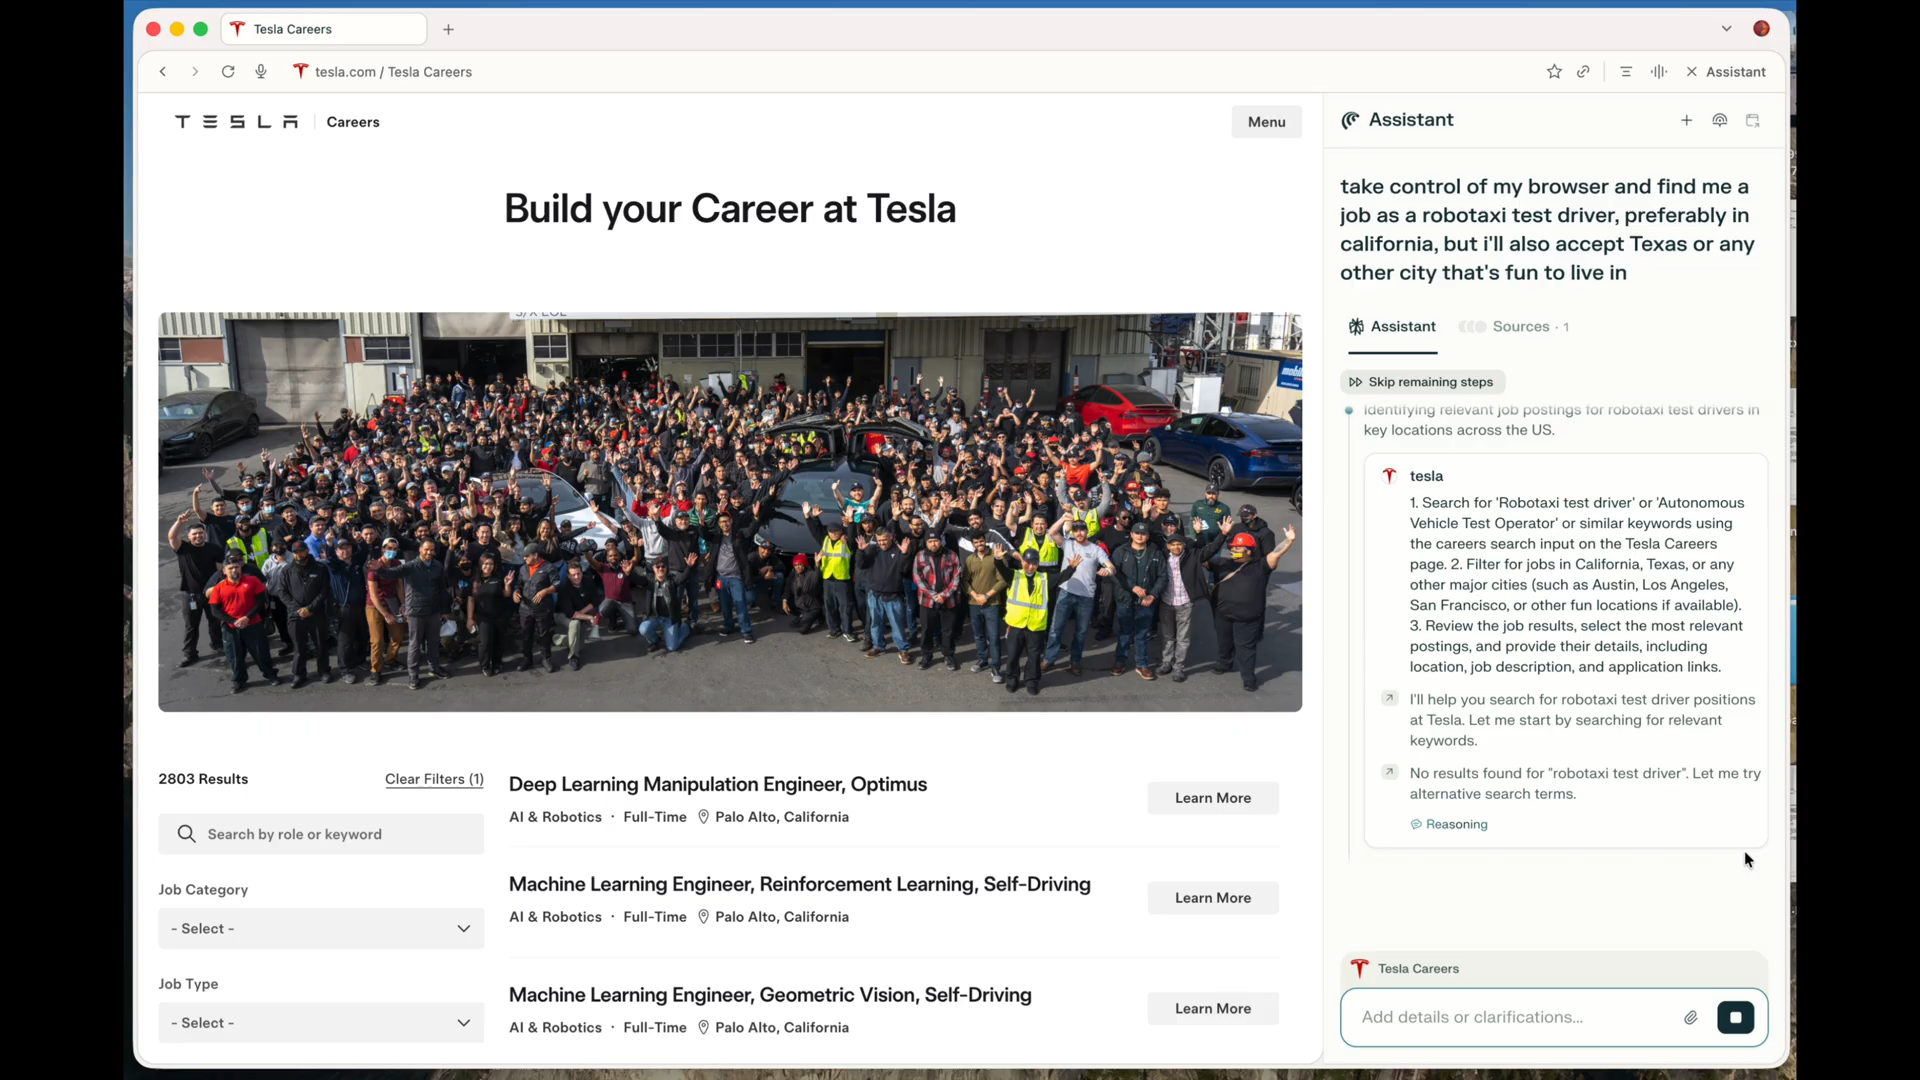 Tesla Careers
tesla.com / Tesla Careers
Assistant
TESLA
Careers
Menu
Build your Career at Tesla
S/X EOL
2803 Results
Clear Filters (1)
Search by role or keyword
Job Category
- Select -
Job Type
- Select -
Deep Learning Manipulation Engineer, Optimus
AI & Robotics · Full-Time Palo Alto, California
Learn More
Machine Learning Engineer, Reinforcement Learning, Self-Driving
AI & Robotics · Full-Time Palo Alto, California
Learn More
Machine Learning Engineer, Geometric Vision, Self-Driving
AI & Robotics · Full-Time Palo Alto, California
Learn More
Assistant
take control of my browser and find me a
job as a robotaxi test driver, preferably in
california, but i'll also accept Texas or any
other city that's fun to live in
Assistant
Sources · 1
Skip remaining steps
Identifying relevant job postings for robotaxi test drivers in
key locations across the US.
tesla
1. Search for 'Robotaxi test driver' or 'Autonomous
Vehicle Test Operator' or similar keywords using
the careers search input on the Tesla Careers
page. 2. Filter for jobs in California, Texas, or any
other major cities (such as Austin, Los Angeles,
San Francisco, or other fun locations if available).
3. Review the job results, select the most relevant
postings, and provide their details, including
location, job description, and application links.
I'll help you search for robotaxi test driver positions
at Tesla. Let me start by searching for relevant
keywords.
No results found for "robotaxi test driver". Let me try
alternative search terms.
Reasoning
Tesla Careers
Add details or clarifications...